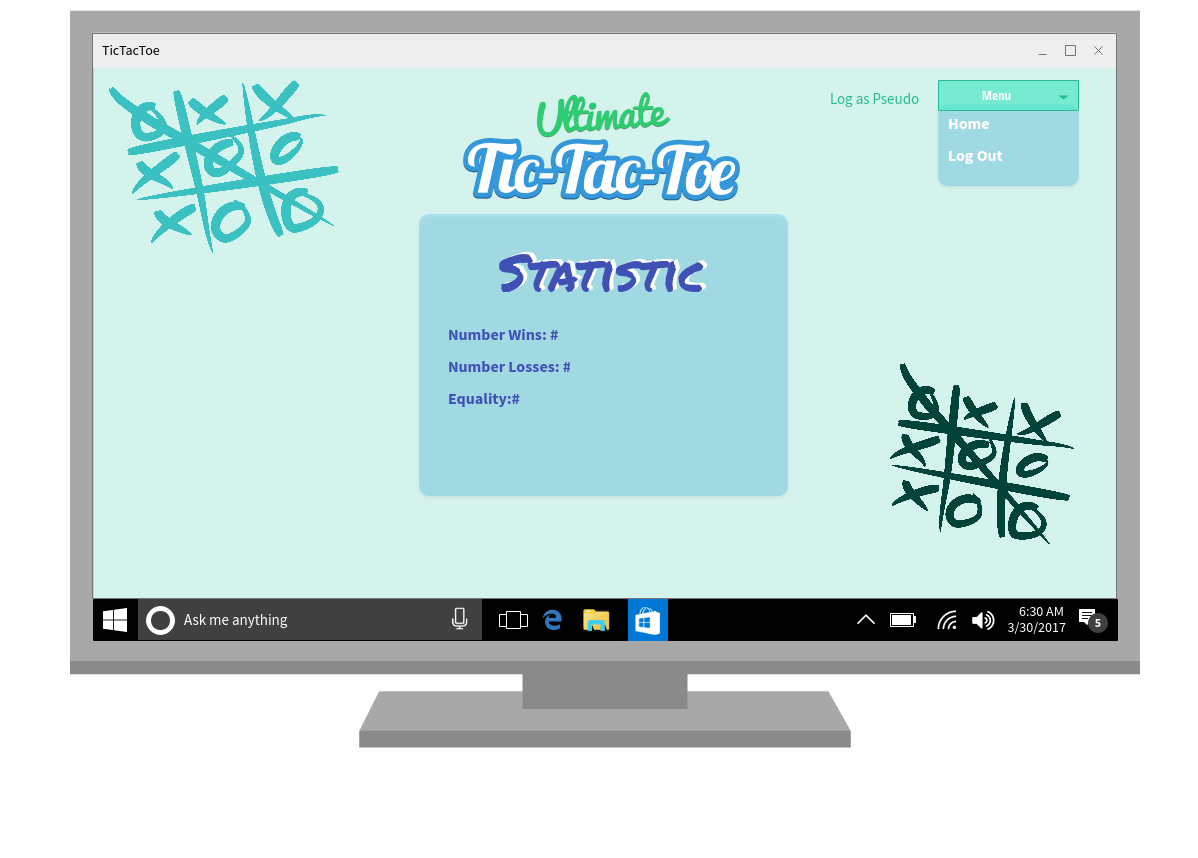 TicTacToe
Log as Pseudo
Menu
Home
Log Out
Ultimate
Tic-Tac-Toe
Statistic
Number Wins: #
Number Losses: #
Equality:#
Ask me anything
6:30 AM
3/30/2017
5